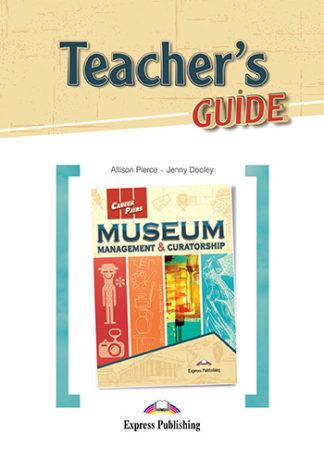 Teacher's
GUIDE
Allison Pierce – Jenny Dooley
CAREER
PATHS
MUSEUM
MANAGEMENT & CURATORSHIP
Express Publishing
Express Publishing